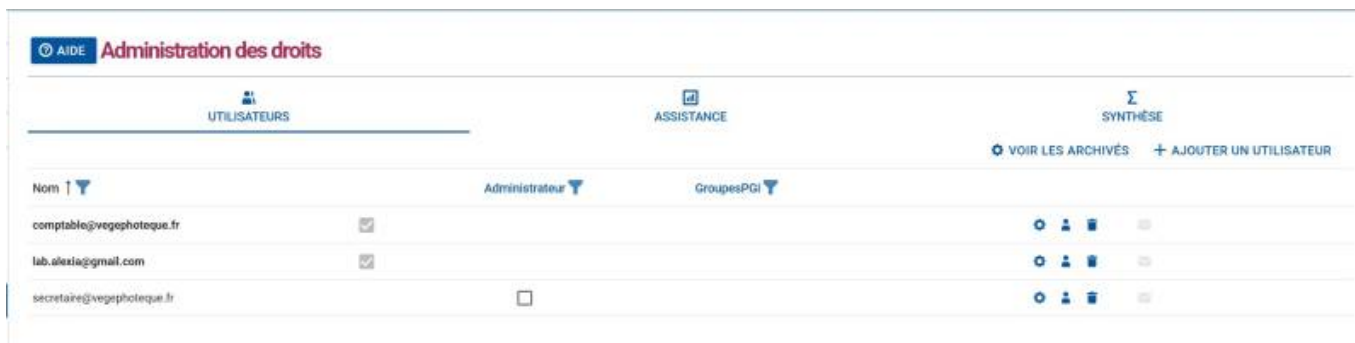 AIDE Administration des droits
UTILISATEURS ASSISTANCE SYNTHÈSE
VOIR LES ARCHIVÉS + AJOUTER UN UTILISATEUR
Nom Administrateur GroupesPGI
comptable@vegephoteque.fr
lab.alexia@gmail.com
secretaire@vegephoteque.fr